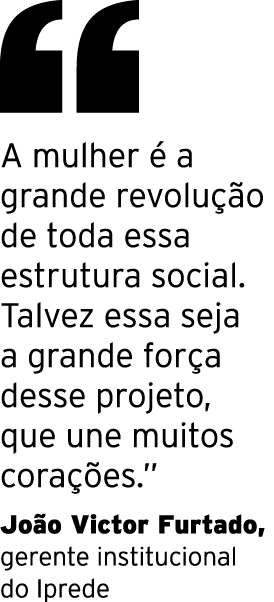 “
A mulher é a
grande revolução
de toda essa
estrutura social.
Talvez essa seja
a grande força
desse projeto,
que une muitos
corações.”
João Victor Furtado,
gerente institucional
do Iprede